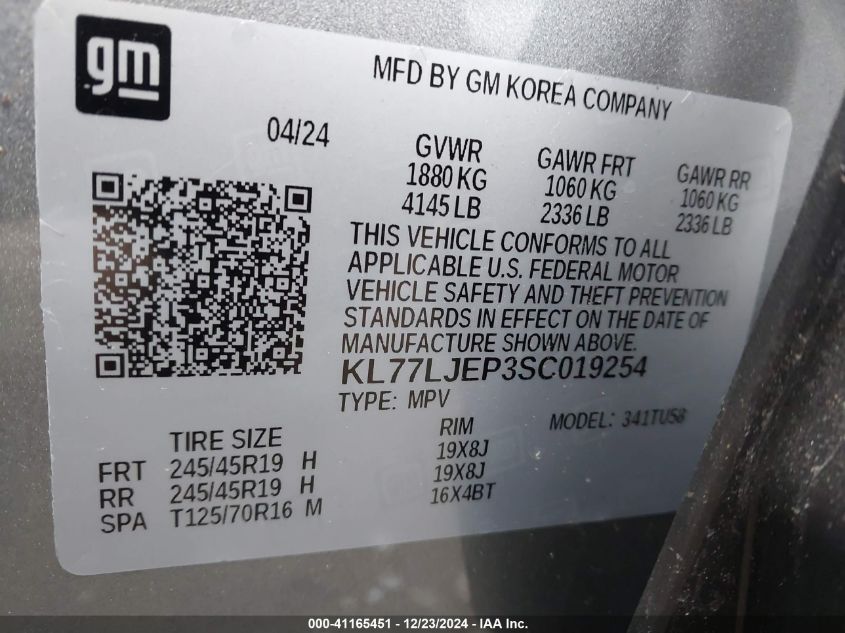 gm
MFD BY GM KOREA COMPANY
04/24
GVWR GAWR FRT GAWR RR
1880 KG 1060 KG 1060 KG
4145 LB 2336 LB 2336 LB
THIS VEHICLE CONFORMS TO ALL
APPLICABLE U.S. FEDERAL MOTOR
VEHICLE SAFETY AND THEFT PREVENTION
STANDARDS IN EFFECT ON THE DATE OF
MANUFACTURE SHOWN ABOVE.
KL77LJEP3SC019254
TYPE: MPV MODEL: 341TU58
TIRE SIZE RIM
FRT 245/45R19 H 19X8J
RR 245/45R19 H 19X8J
SPA T125/70R16 M 16X4BT
000-41165451 - 12/23/2024 - IAA Inc.